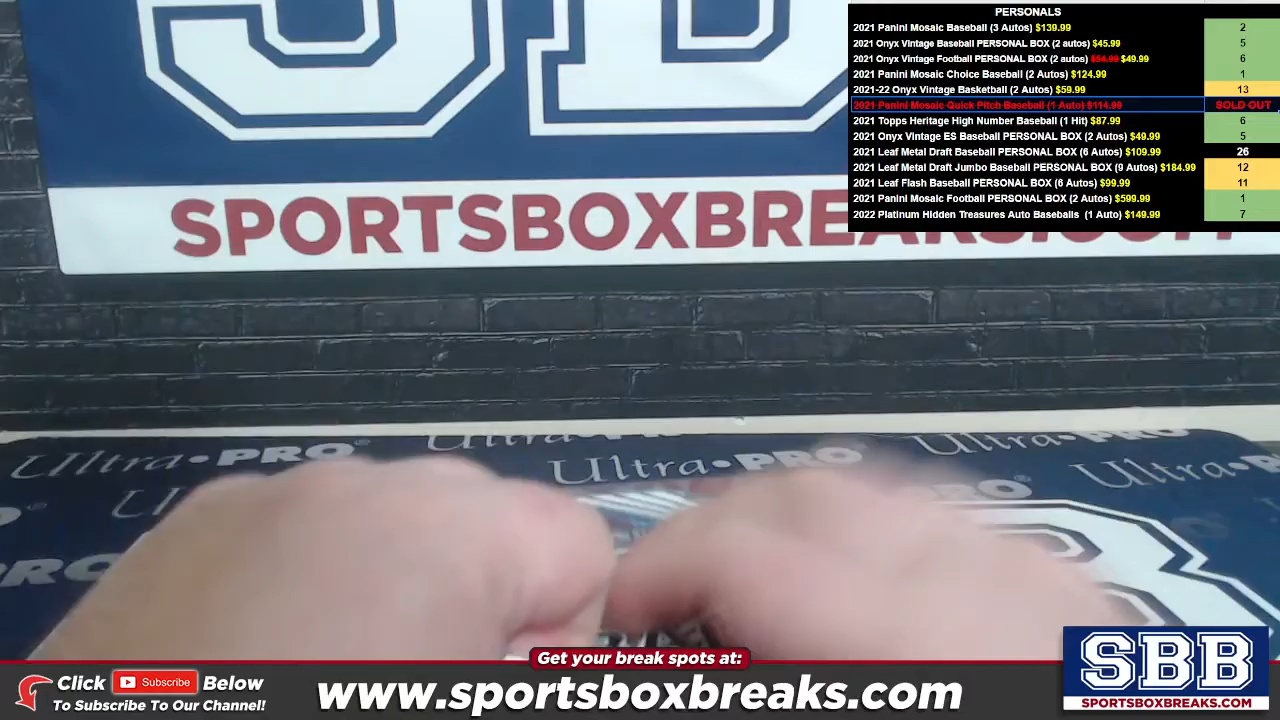 PERSONALS
2021 Panini Mosaic Baseball (3 Autos) $139.99 2
2021 Onyx Vintage Baseball PERSONAL BOX (2 autos) $45.99 5
2021 Onyx Vintage Football PERSONAL BOX (2 autos) $54.99 $49.99 6
2021 Panini Mosaic Choice Baseball (2 Autos) $124.99 1
2021-22 Onyx Vintage Basketball (2 Autos) $59.99 13
2021 Panini Mosaic Quick Pitch Baseball (1 Auto) $114.99 SOLD OUT
2021 Topps Heritage High Number Baseball (1 Hit) $87.99 6
2021 Onyx Vintage ES Baseball PERSONAL BOX (2 Autos) $49.99 5
2021 Leaf Metal Draft Baseball PERSONAL BOX (6 Autos) $109.99 26
2021 Leaf Metal Draft Jumbo Baseball PERSONAL BOX (9 Autos) $184.99 12
2021 Leaf Flash Baseball PERSONAL BOX (6 Autos) $99.99 11
2021 Panini Mosaic Football PERSONAL BOX (2 Autos) $599.99 1
2022 Platinum Hidden Treasures Auto Baseballs (1 Auto) $149.99 7
SPORTSBOXBREAKS.COM
Ultra•PRO®
Ultra•PRO
Ultra•PRO
Get your break spots at:
Click Subscribe Below
To Subscribe To Our Channel!
www.sportsboxbreaks.com
SBB
SPORTSBOXBREAKS.COM